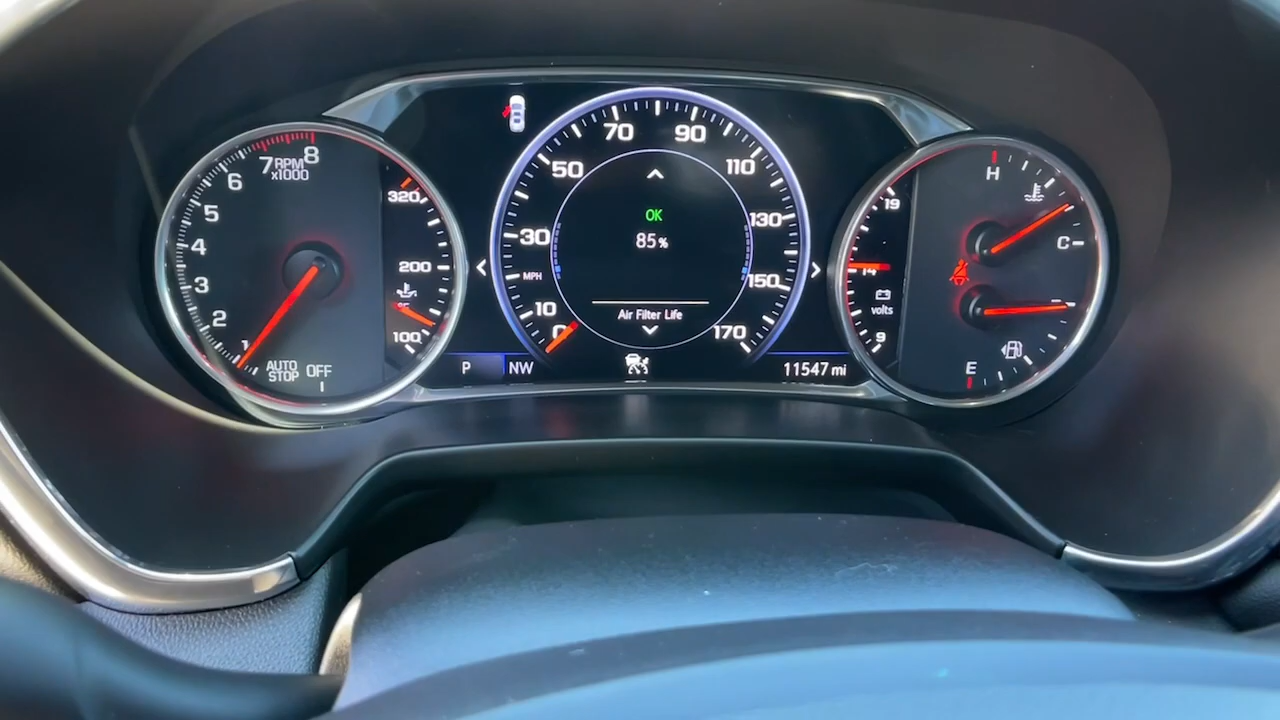 8
7
RPM
x1000
6
5
4
3
2
1
AUTO
STOP
OFF
320
200
100
P
NW
70
90
50
110
30
130
MPH
150
10
0
170
OK
85%
Air Filter Life
11547 mi
19
14
volts
9
H
C
E